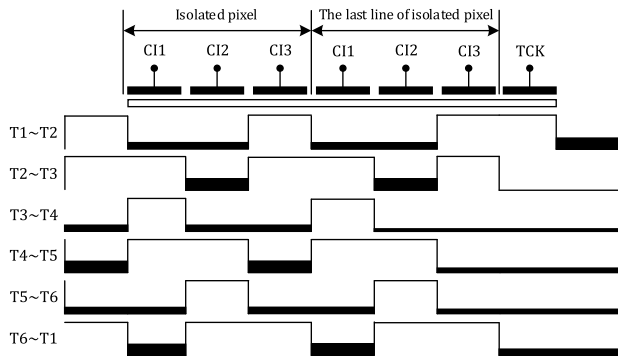 Isolated pixel The last line of isolated pixel
CI1 CI2 CI3 CI1 CI2 CI3 TCK
T1~T2
T2~T3
T3~T4
T4~T5
T5~T6
T6~T1